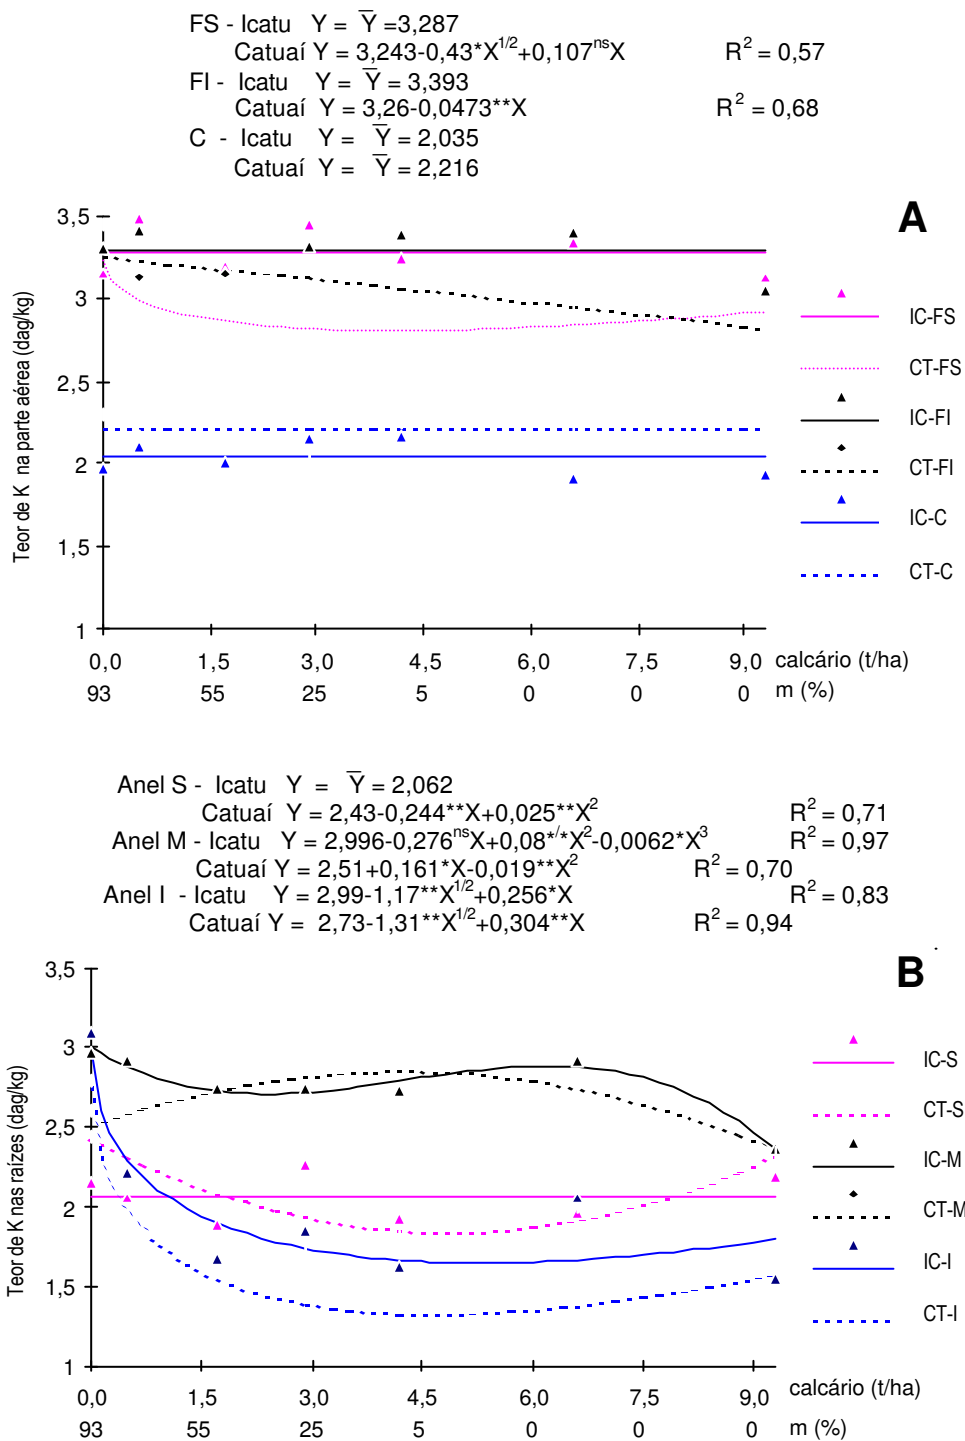 FS - Icatu Y = Y̅ =3,287
Catuaí Y = 3,243-0,43*X^1/2+0,107^nsX R² = 0,57
FI - Icatu Y = Y̅ = 3,393
Catuaí Y = 3,26-0,0473**X R² = 0,68
C - Icatu Y = Y̅ = 2,035
Catuaí Y = Y̅ = 2,216
A
Teor de K na parte aérea (dag/kg)
3,5
3
2,5
2
1,5
1
0,0 1,5 3,0 4,5 6,0 7,5 9,0 calcário (t/ha)
93 55 25 5 0 0 0 m (%)
IC-FS
CT-FS
IC-FI
CT-FI
IC-C
CT-C
Anel S - Icatu Y = Y̅ = 2,062
Catuaí Y = 2,43-0,244**X+0,025**X² R² = 0,71
Anel M - Icatu Y = 2,996-0,276^nsX+0,08*/*X²-0,0062*X³ R² = 0,97
Catuaí Y = 2,51+0,161*X-0,019**X² R² = 0,70
Anel I - Icatu Y = 2,99-1,17**X^1/2+0,256*X R² = 0,83
Catuaí Y = 2,73-1,31**X^1/2+0,304**X R² = 0,94
B
Teor de K nas raízes (dag/kg)
3,5
3
2,5
2
1,5
1
0,0 1,5 3,0 4,5 6,0 7,5 9,0 calcário (t/ha)
93 55 25 5 0 0 0 m (%)
IC-S
CT-S
IC-M
CT-M
IC-I
CT-I